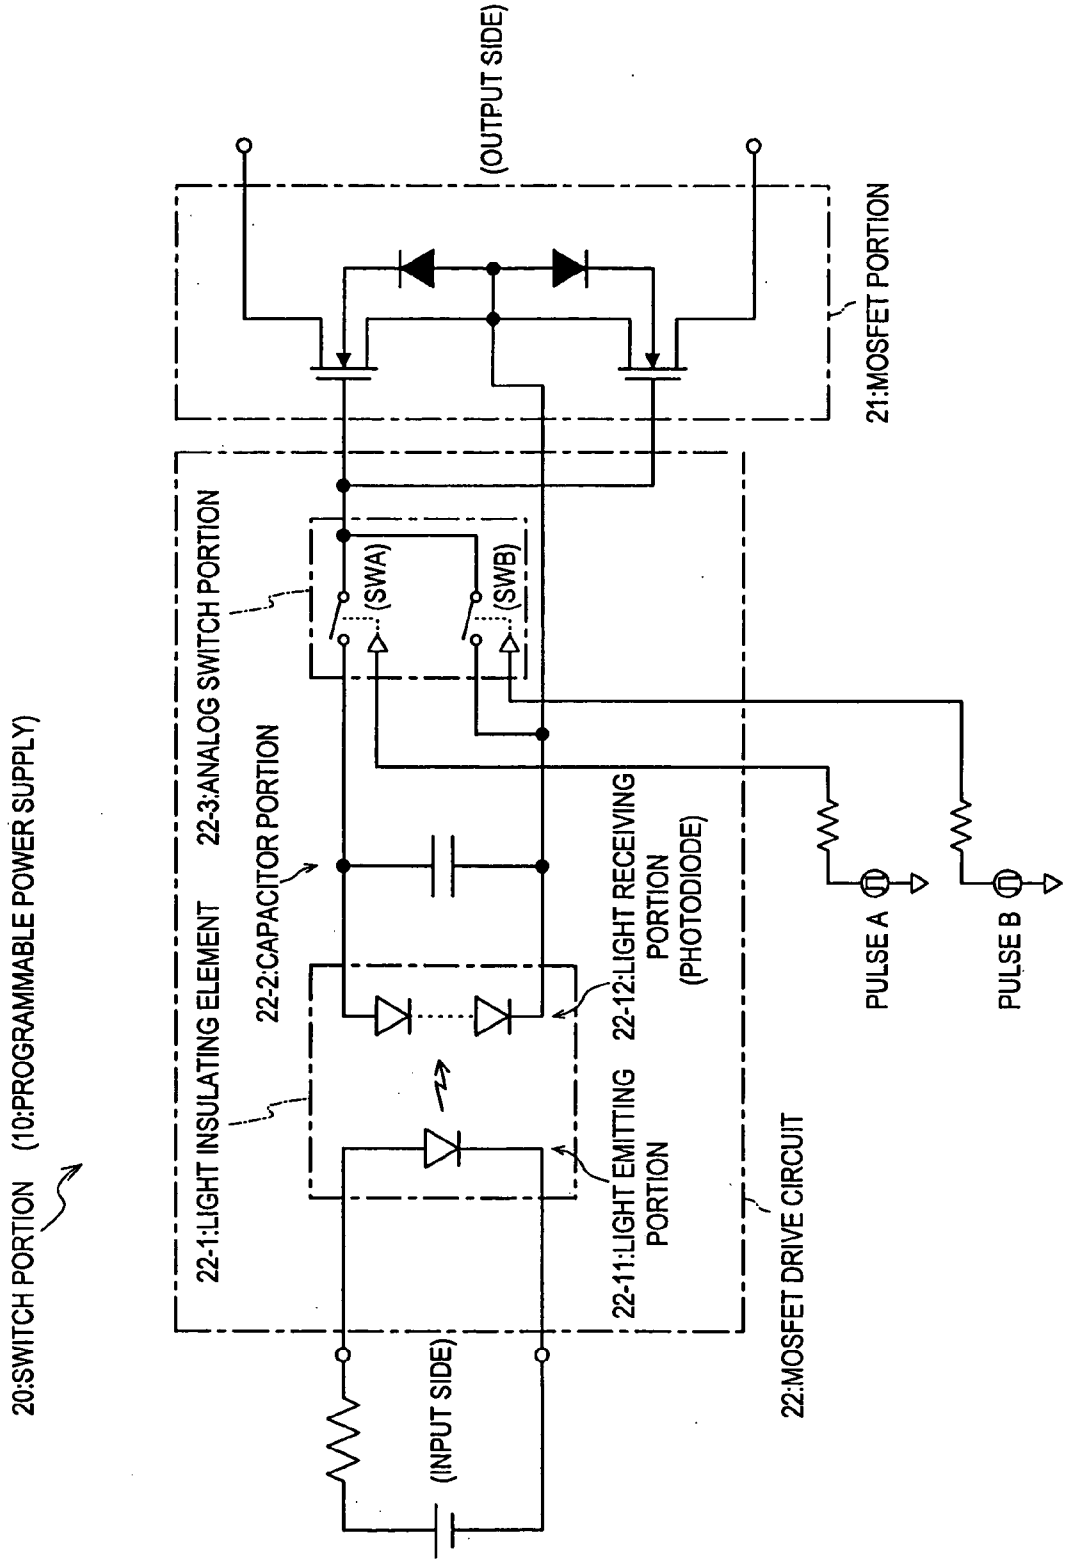 20:SWITCH PORTION (10:PROGRAMMABLE POWER SUPPLY)
22-1:LIGHT INSULATING ELEMENT
22-3:ANALOG SWITCH PORTION
22-2:CAPACITOR PORTION
(SWA)
(SWB)
(INPUT SIDE)
(OUTPUT SIDE)
22-11:LIGHT EMITTING
PORTION
22-12:LIGHT RECEIVING
PORTION
(PHOTODIODE)
22:MOSFET DRIVE CIRCUIT
21:MOSFET PORTION
PULSE A
PULSE B